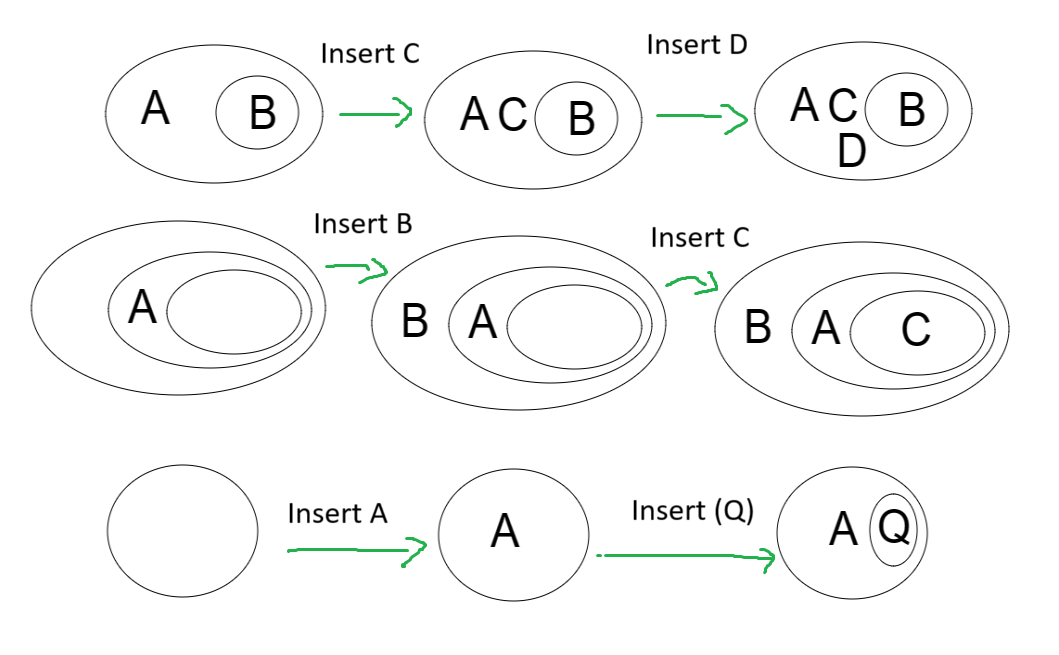 Insert C
Insert D
A B
A C B
A C B
D
Insert B
Insert C
A
B A
B A C
Insert A
Insert (Q)
A
A Q